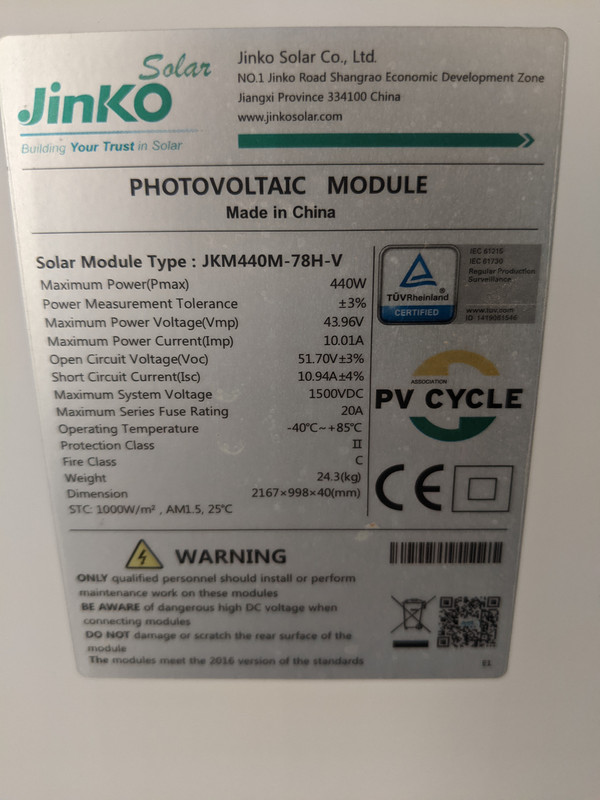 Solar
JinKO
Building Your Trust in Solar
Jinko Solar Co., Ltd.
NO.1 Jinko Road Shangrao Economic Development Zone
Jiangxi Province 334100 China
www.jinkosolar.com
PHOTOVOLTAIC MODULE
Made in China
Solar Module Type : JKM440M-78H-V
Maximum Power(Pmax) 440W
Power Measurement Tolerance ±3%
Maximum Power Voltage(Vmp) 43.96V
Maximum Power Current(Imp) 10.01A
Open Circuit Voltage(Voc) 51.70V±3%
Short Circuit Current(Isc) 10.94A±4%
Maximum System Voltage 1500VDC
Maximum Series Fuse Rating 20A
Operating Temperature -40℃~+85℃
Protection Class II
Fire Class C
Weight 24.3(kg)
Dimension 2167×998×40(mm)
STC: 1000W/m², AM1.5, 25℃
TÜVRheinland®
CERTIFIED
IEC 61215
IEC 61730
Regular Production
Surveillance
www.tuv.com
ID
ASSOCIATION
PV CYCLE
CE
WARNING
ONLY qualified personnel should install or perform
maintenance work on these modules
BE AWARE of dangerous high DC voltage when
connecting modules
DO NOT damage or scratch the rear surface of the
module
The modules meet the 2016 version of the standards